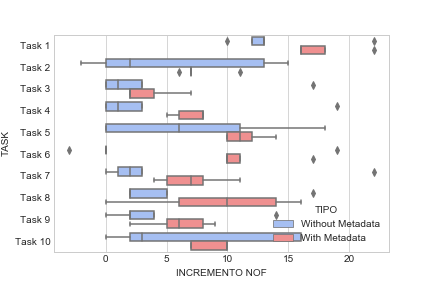 Task 1
Task 2
Task 3
Task 4
Task 5
Task 6
Task 7
Task 8
Task 9
Task 10
TASK
0 5 10 15 20
INCREMENTO NOF
TIPO
Without Metadata
With Metadata